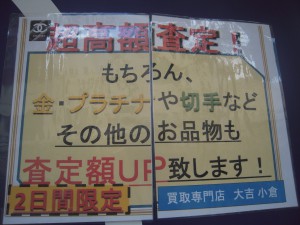 超高額査定！
もちろん、
金・プラチナや切手など
その他のお品物も
査定額UP致します！
2日間限定
買取専門店 大吉 小倉